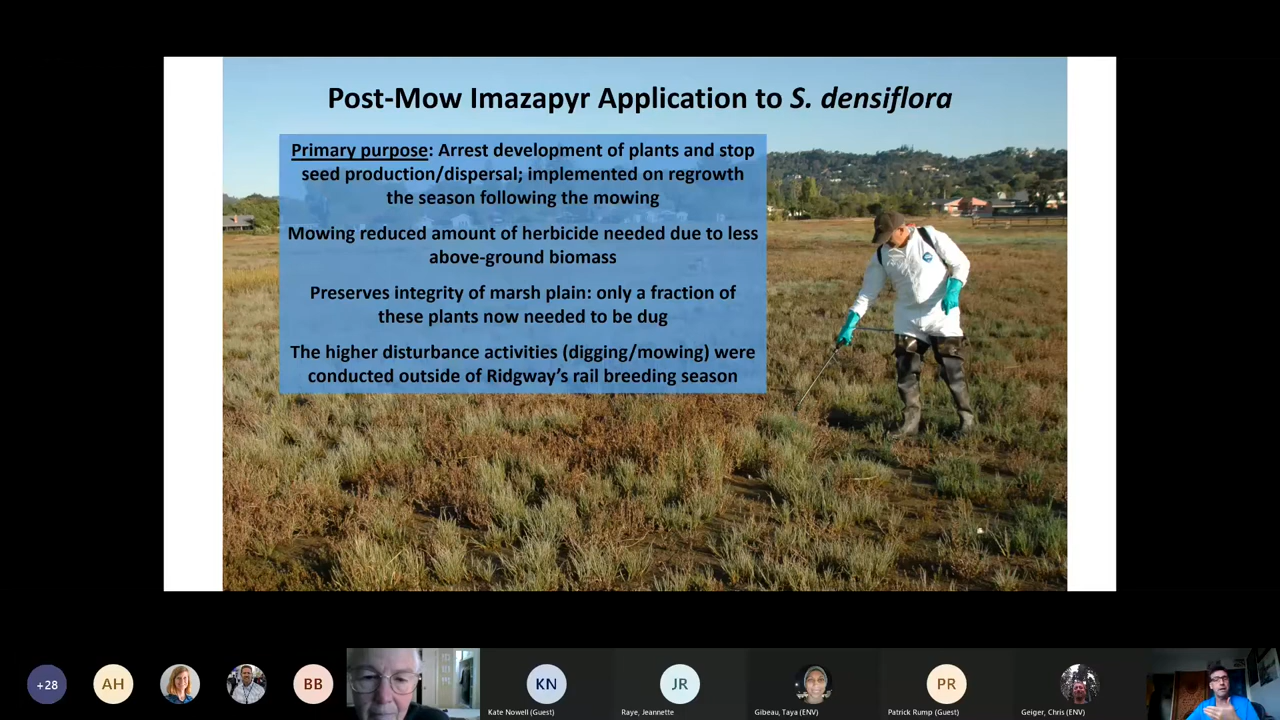 Post-Mow Imazapyr Application to S. densiflora
Primary purpose: Arrest development of plants and stop
seed production/dispersal; implemented on regrowth
the season following the mowing
Mowing reduced amount of herbicide needed due to less
above-ground biomass
Preserves integrity of marsh plain: only a fraction of
these plants now needed to be dug
The higher disturbance activities (digging/mowing) were
conducted outside of Ridgway's rail breeding season
+28
AH
BB
KN
JR
PR
Kate Nowell (Guest)
Raye, Jeannette
Gibeau, Taya (ENV)
Patrick Rump (Guest)
Geiger, Chris (ENV)